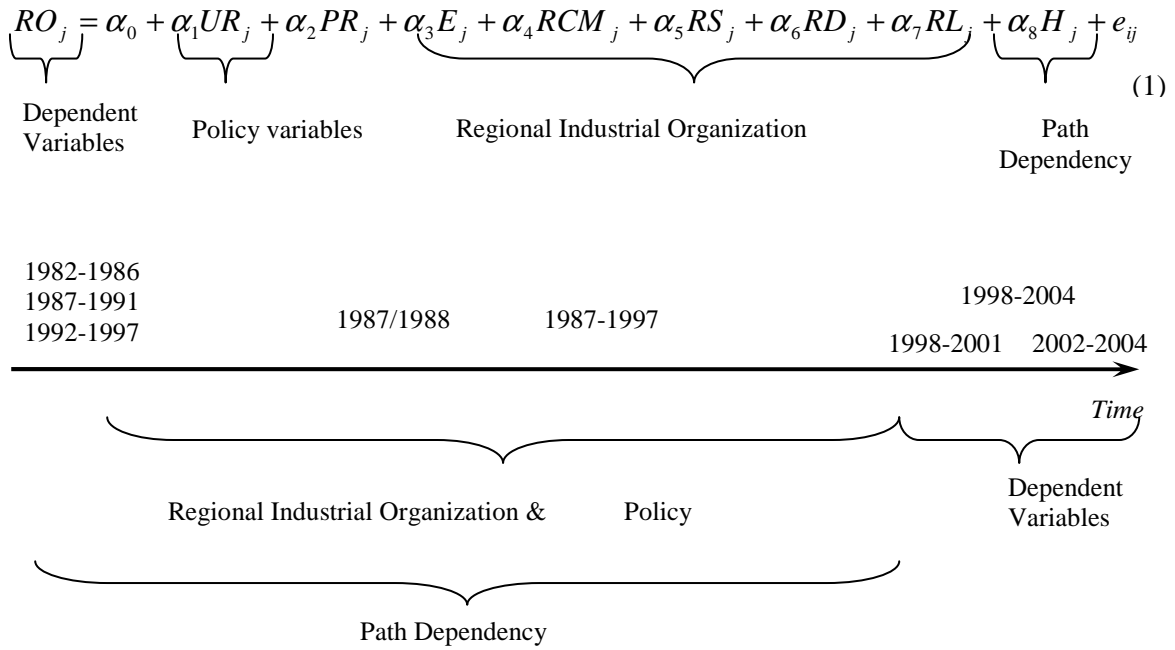 RO_j = α_0 + α_1UR_j + α_2PR_j + α_3E_j + α_4RCM_j + α_5RS_j + α_6RD_j + α_7RL_j + α_8H_j + e_ij
(1)
Dependent
Variables
Policy variables
Regional Industrial Organization
Path
Dependency
1982-1986
1987-1991
1992-1997
1987/1988
1987-1997
1998-2004
1998-2001 2002-2004
Time
Regional Industrial Organization & Policy
Dependent
Variables
Path Dependency